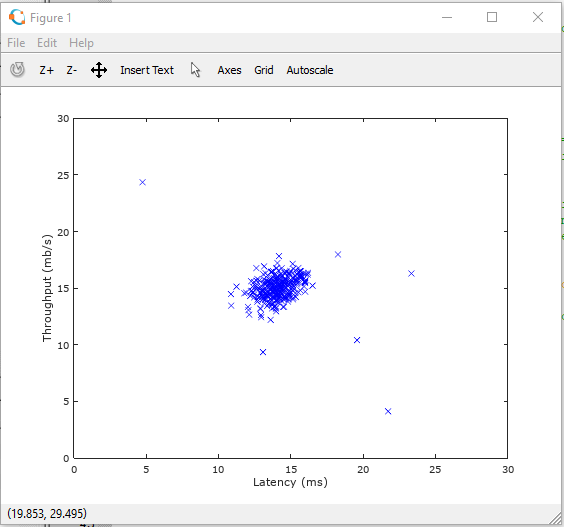 Figure 1
File Edit Help
Z+ Z- Insert Text Axes Grid Autoscale
30
25
20
15
10
5
0
Throughput (mb/s)
0 5 10 15 20 25 30
Latency (ms)
(19.853, 29.495)